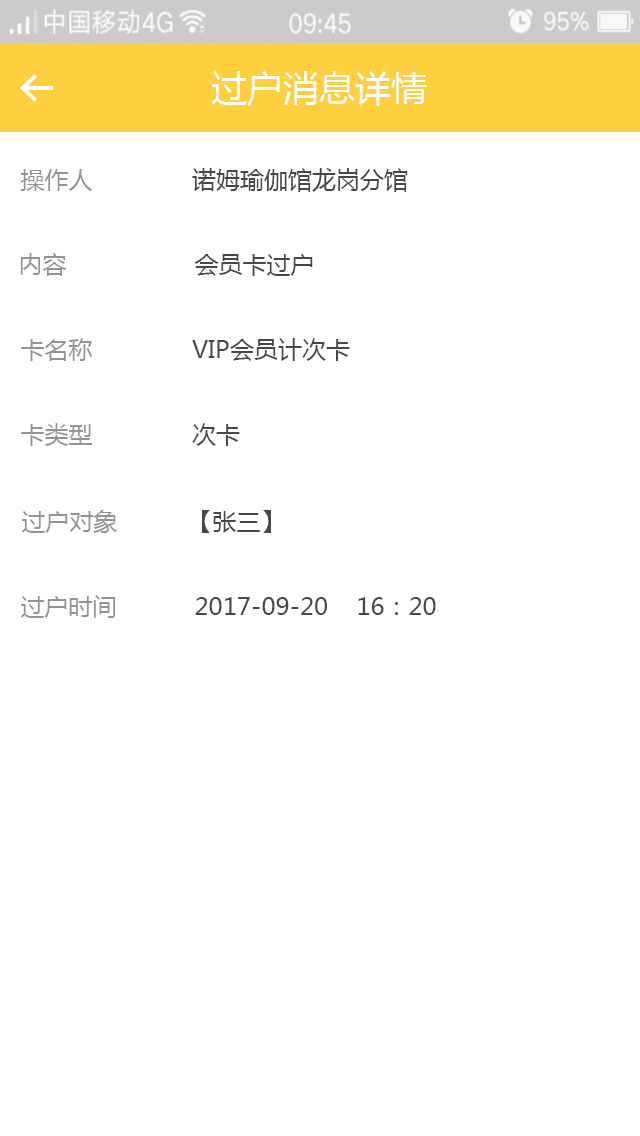 中国移动4G 09:45 95%
过户消息详情
操作人 诺姆瑜伽馆龙岗分馆
内容 会员卡过户
卡名称 VIP会员计次卡
卡类型 次卡
过户对象 【张三】
过户时间 2017-09-20 16：20